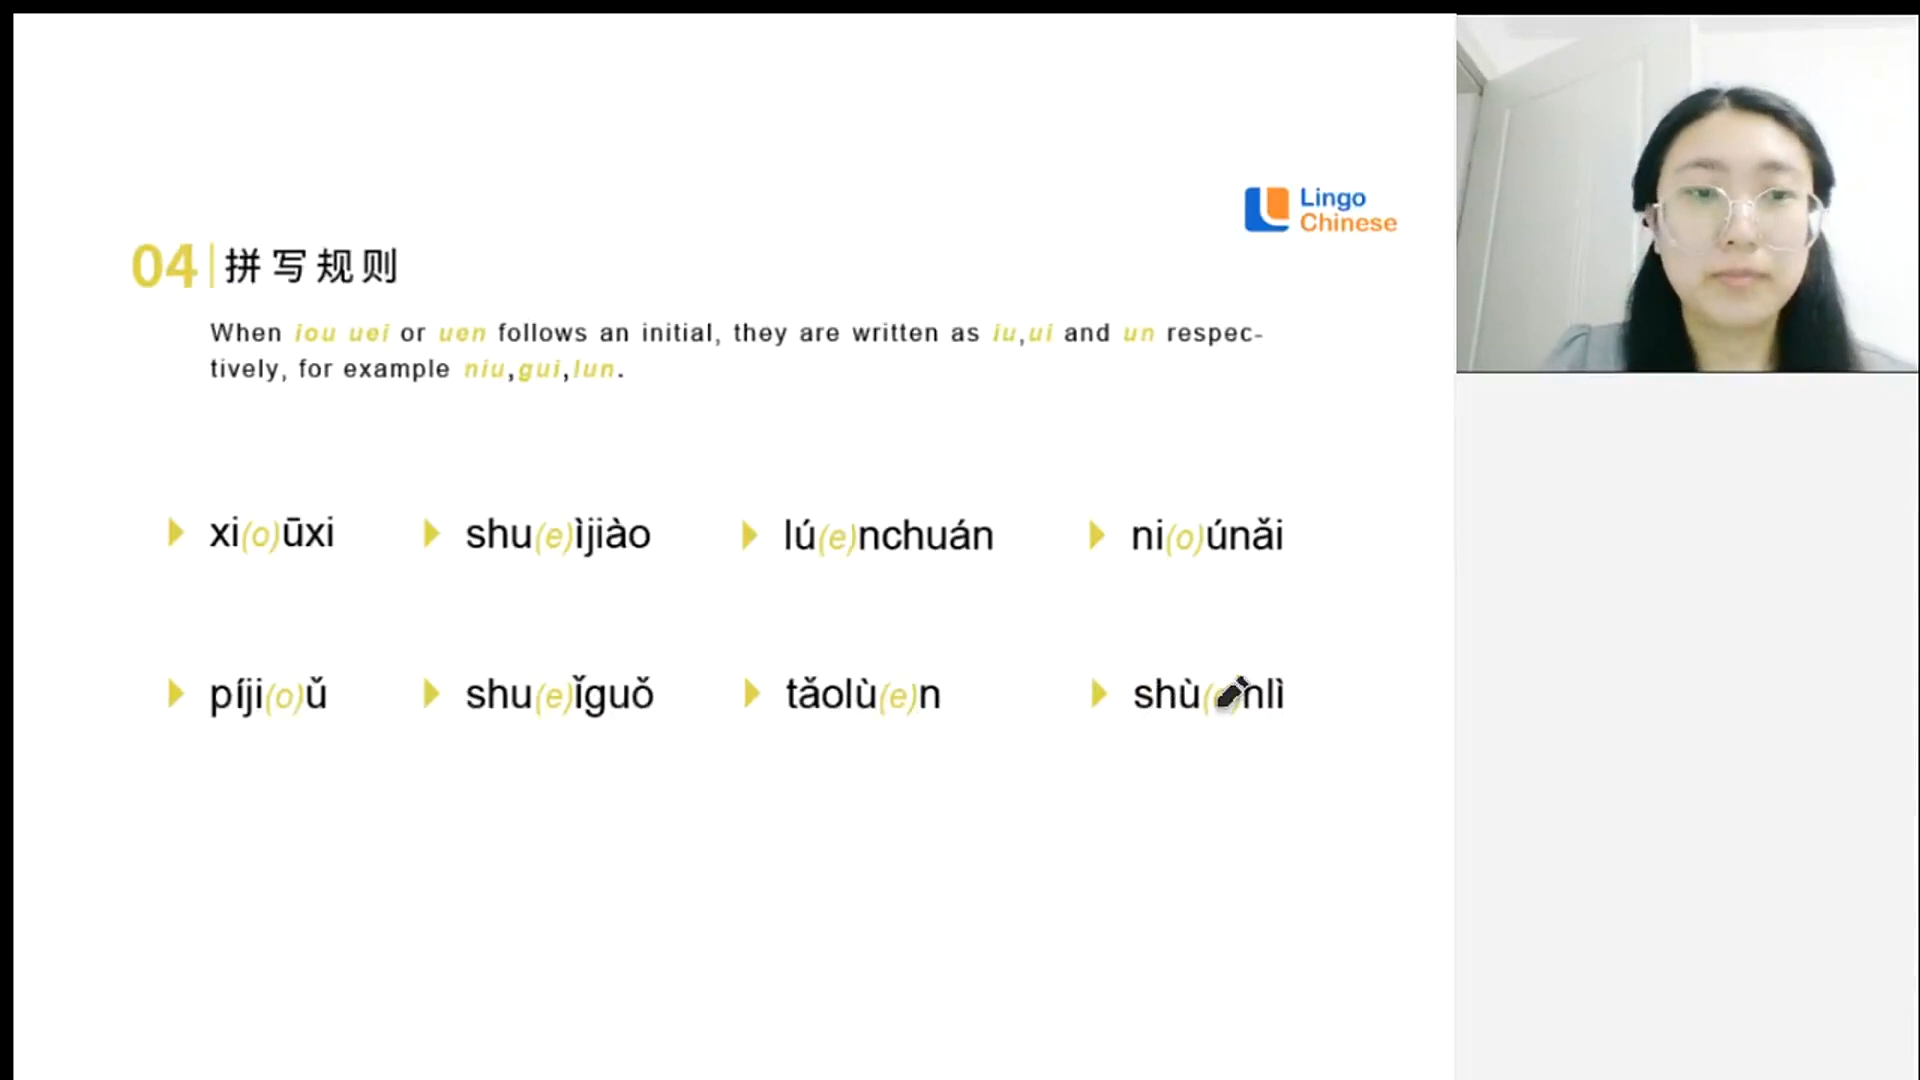 Lingo
Chinese
04 拼写规则
When iou uei or uen follows an initial, they are written as iu,ui and un respec-
tively, for example niu,gui,lun.
xi(o)ūxi shu(e)ìjiào lú(e)nchuán ni(o)únǎi
píji(o)ǔ shu(e)ǐguǒ tǎolù(e)n